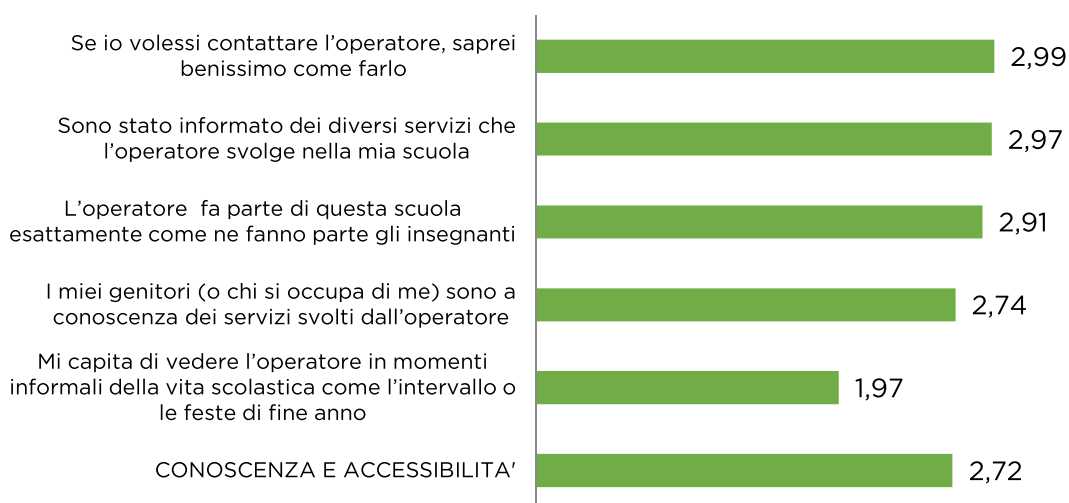 Se io volessi contattare l’operatore, saprei
benissimo come farlo
2,99
Sono stato informato dei diversi servizi che
l’operatore svolge nella mia scuola
2,97
L’operatore  fa parte di questa scuola
esattamente come ne fanno parte gli insegnanti
2,91
I miei genitori (o chi si occupa di me) sono a
conoscenza dei servizi svolti dall’operatore
2,74
Mi capita di vedere l’operatore in momenti
informali della vita scolastica come l’intervallo o
le feste di fine anno
1,97
CONOSCENZA E ACCESSIBILITA'
2,72